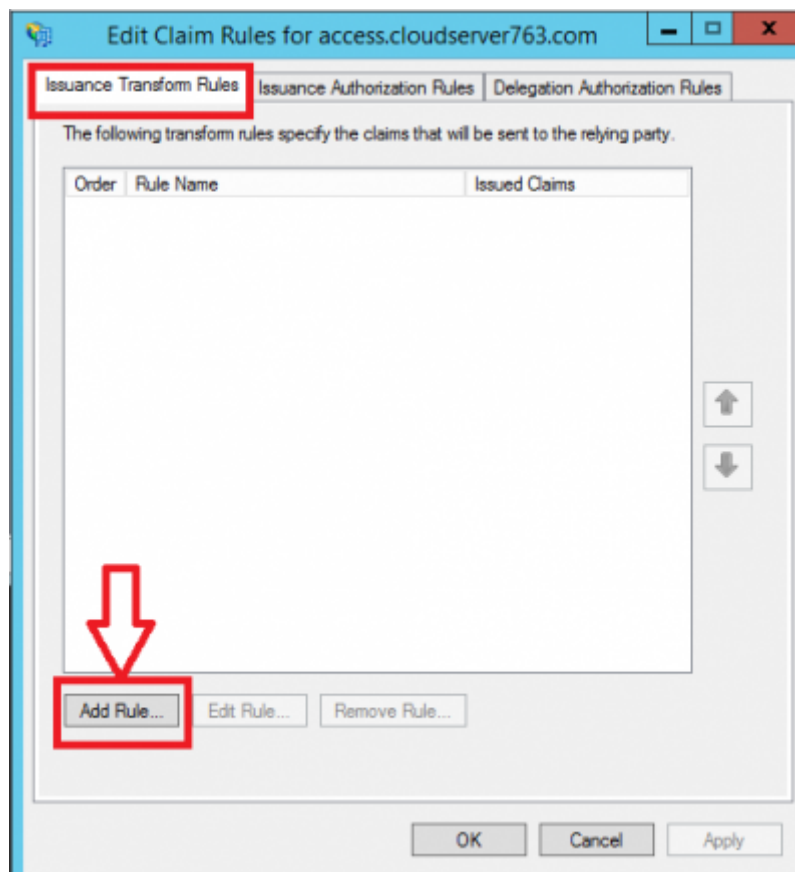 Edit Claim Rules for access.cloudserver763.com
Issuance Transform Rules Issuance Authorization Rules Delegation Authorization Rules
The following transform rules specify the claims that will be sent to the relying party.
Order Rule Name Issued Claims
Add Rule... Edit Rule... Remove Rule...
OK Cancel Apply